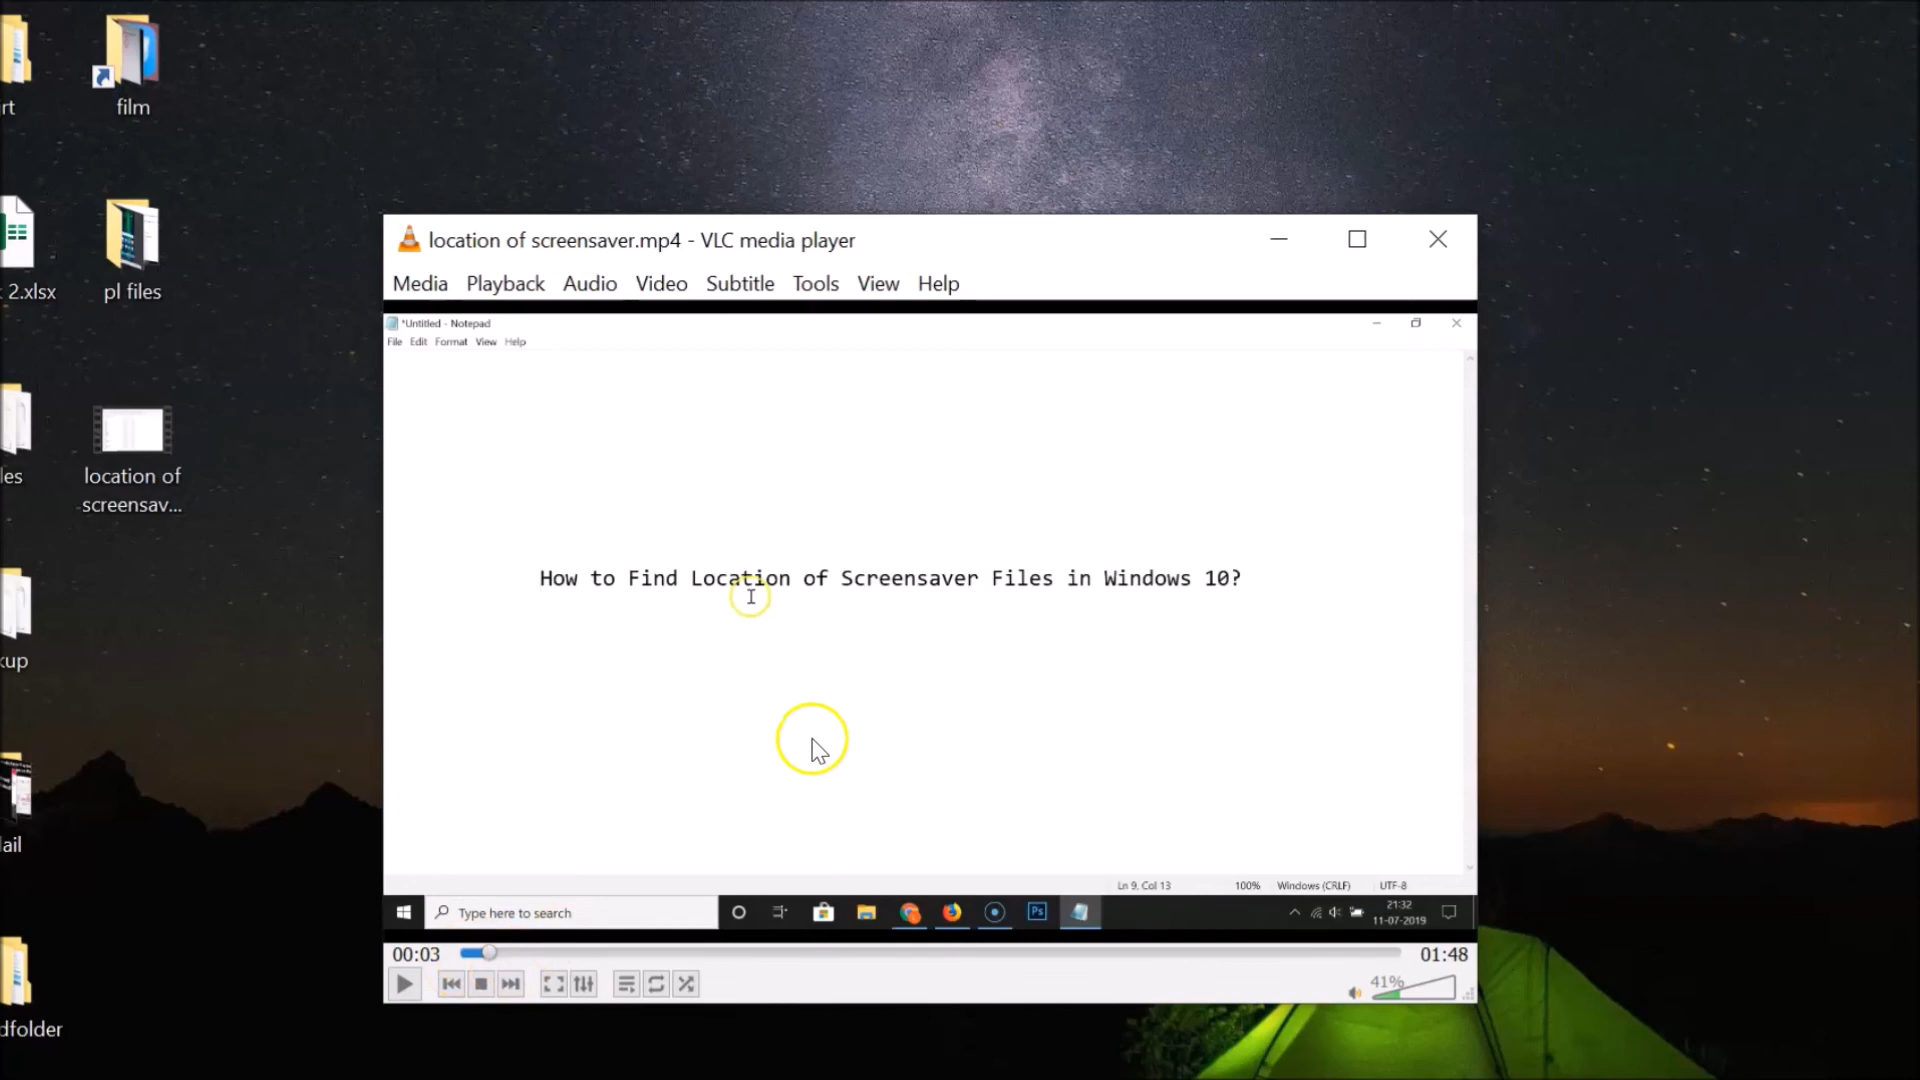 rt
film
2.xlsx
pl files
les
location of
screensav...
kup
ail
dfolder
location of screensaver.mp4 - VLC media player
Media Playback Audio Video Subtitle Tools View Help
*Untitled - Notepad
File Edit Format View Help
How to Find Location of Screensaver Files in Windows 10?
Ln 9, Col 13 100% Windows (CRLF) UTF-8
Type here to search
Ps
21:32
11-07-2019
00:03 01:48
41%